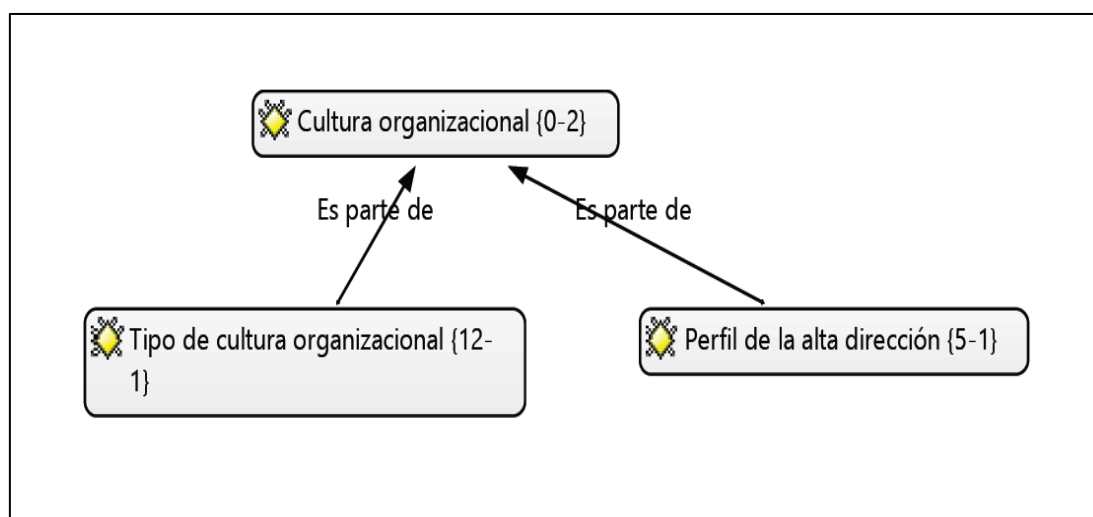 Cultura organizacional {0-2}
Es parte de
Es parte de
Tipo de cultura organizacional {12-
1}
Perfil de la alta dirección {5-1}